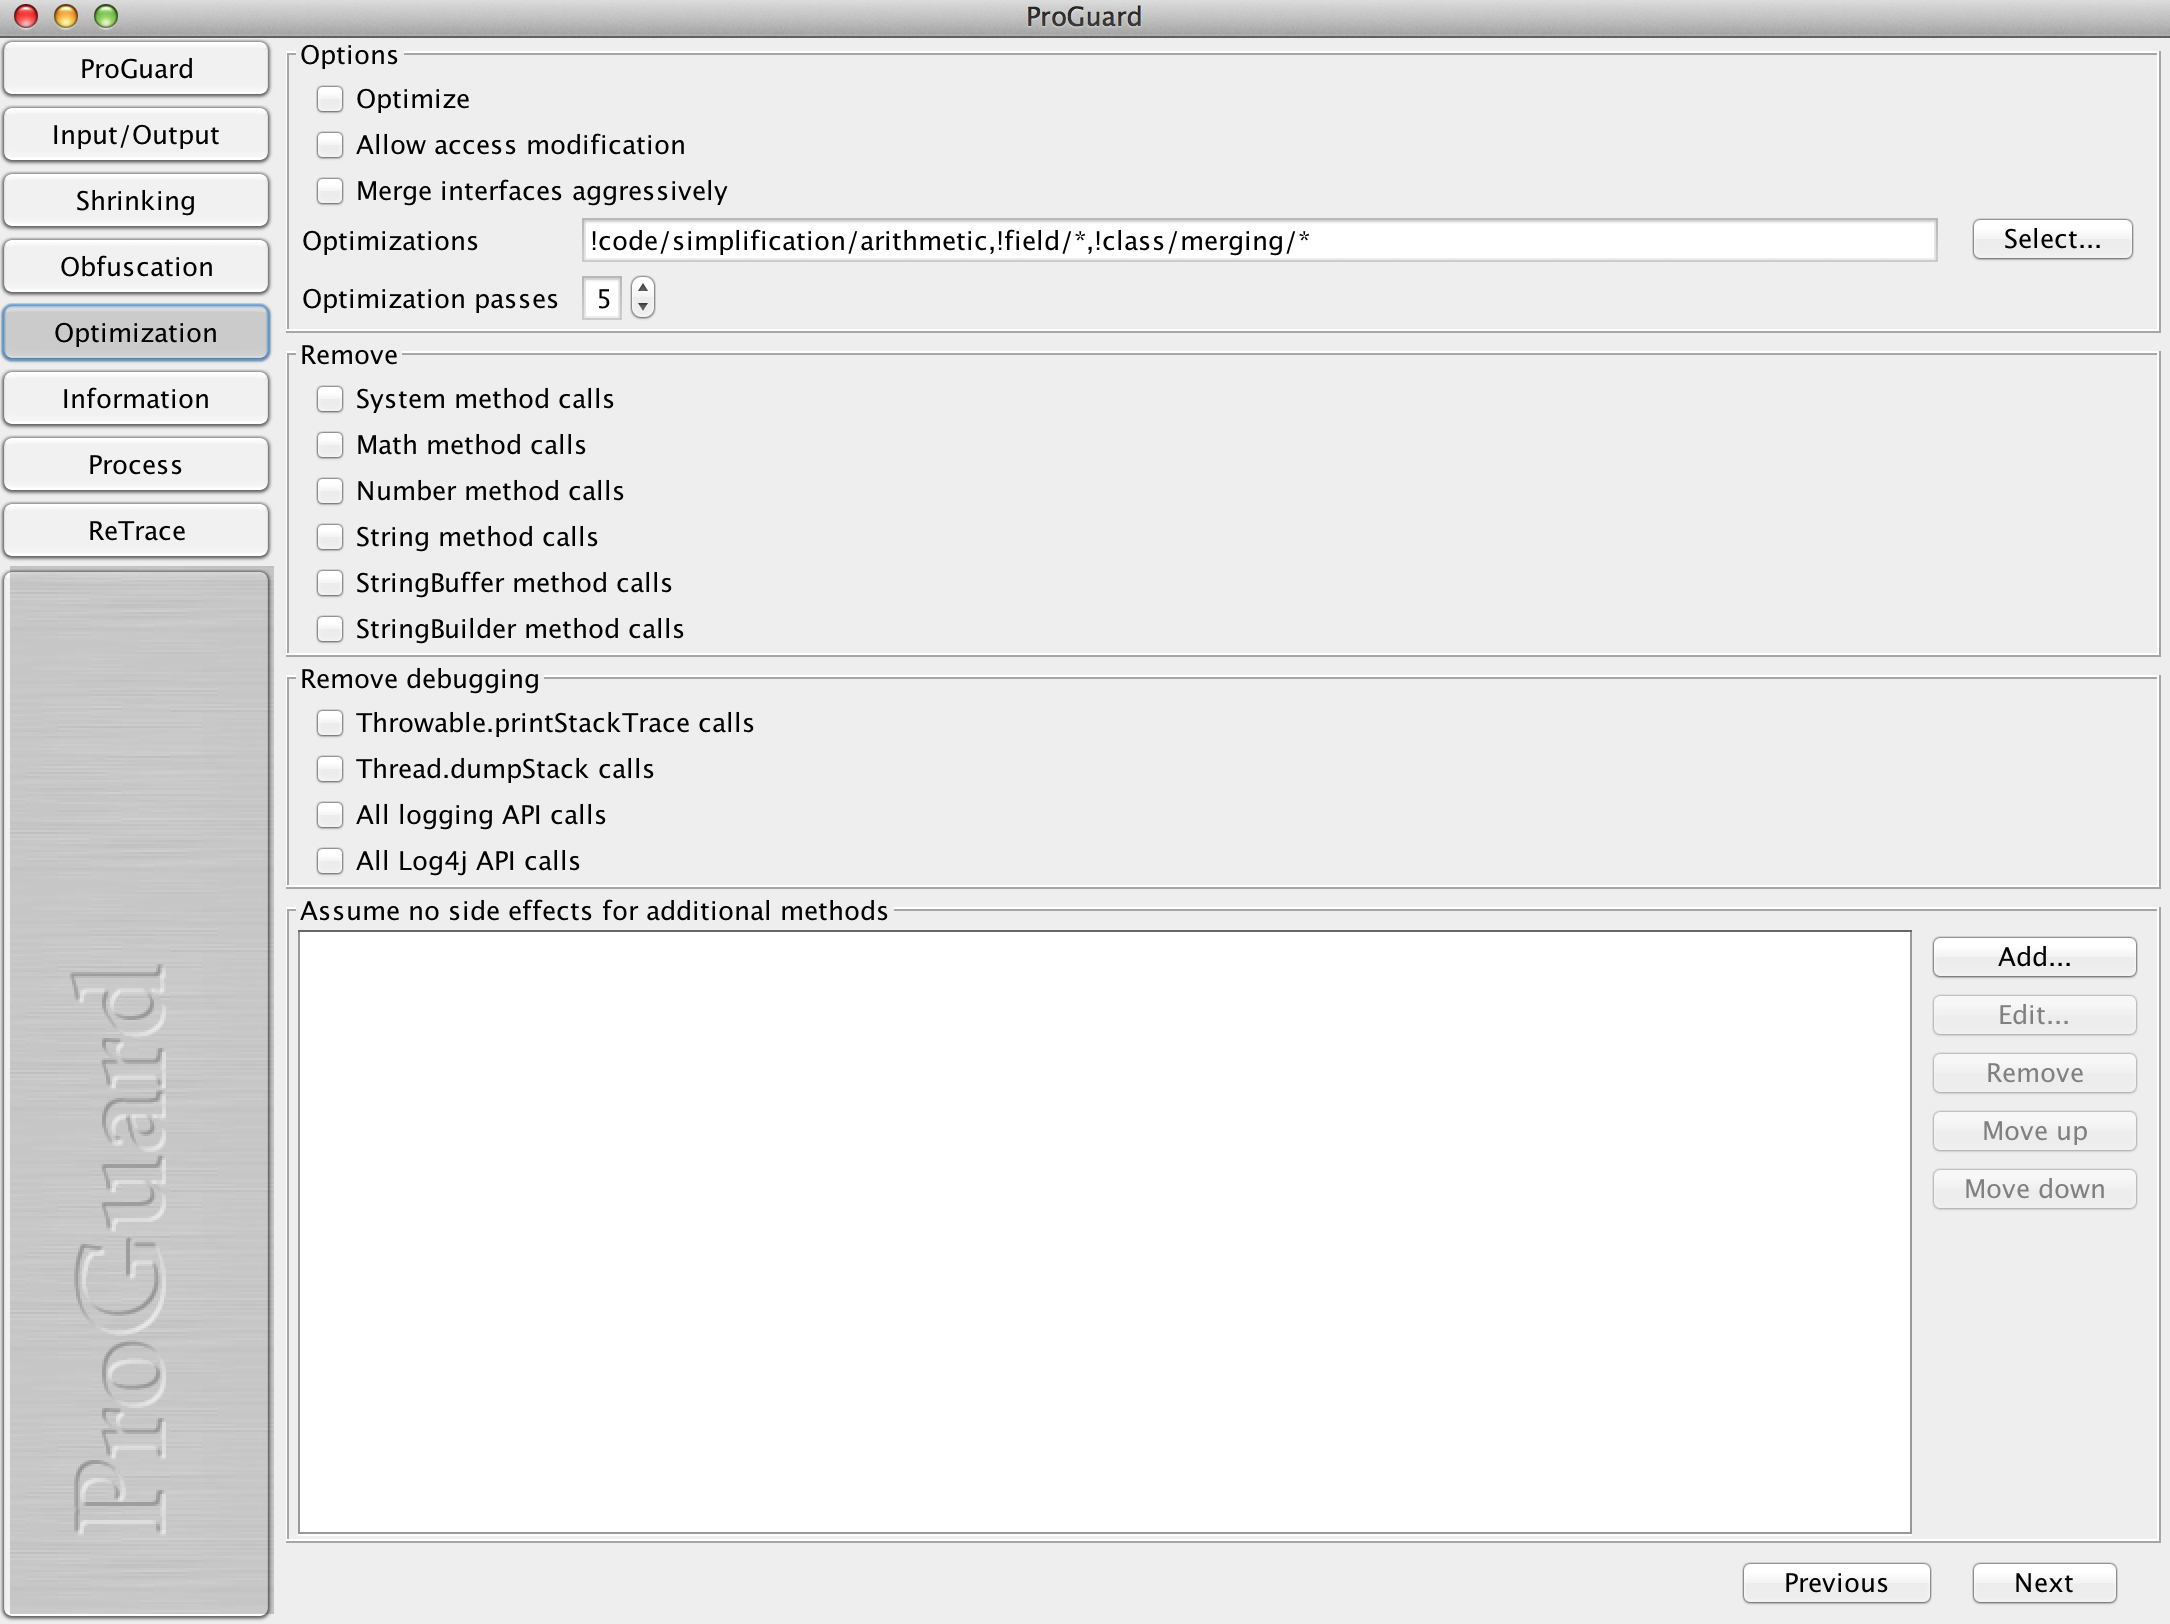 ProGuard
ProGuard
Input/Output
Shrinking
Obfuscation
Optimization
Information
Process
ReTrace
ProGuard
Options
Optimize
Allow access modification
Merge interfaces aggressively
Optimizations !code/simplification/arithmetic,!field/*,!class/merging/* Select...
Optimization passes 5
Remove
System method calls
Math method calls
Number method calls
String method calls
StringBuffer method calls
StringBuilder method calls
Remove debugging
Throwable.printStackTrace calls
Thread.dumpStack calls
All logging API calls
All Log4j API calls
Assume no side effects for additional methods
Add...
Edit...
Remove
Move up
Move down
Previous Next